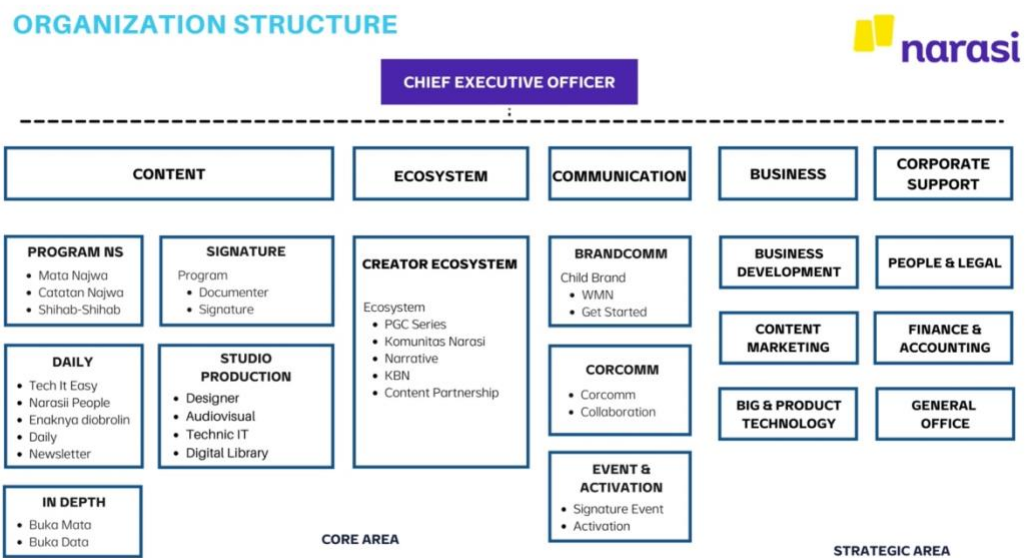 ORGANIZATION STRUCTURE
narasi
CHIEF EXECUTIVE OFFICER
CONTENT
ECOSYSTEM
COMMUNICATION
BUSINESS
CORPORATE
SUPPORT
PROGRAM NS
• Mata Najwa
• Catatan Najwa
• Shihab-Shihab
SIGNATURE
Program
• Documenter
• Signature
DAILY
• Tech It Easy
• Narasii People
• Enaknya diobrolin
• Daily
• Newsletter
STUDIO
PRODUCTION
• Designer
• Audiovisual
• Technic IT
• Digital Library
IN DEPTH
• Buka Mata
• Buka Data
CREATOR ECOSYSTEM
Ecosystem
• PGC Series
• Komunitas Narasi
• Narrative
• KBN
• Content Partnership
BRANDCOMM
Child Brand
• WMN
• Get Started
CORCOMM
• Corcomm
• Collaboration
EVENT &
ACTIVATION
• Signature Event
• Activation
BUSINESS
DEVELOPMENT
CONTENT
MARKETING
BIG & PRODUCT
TECHNOLOGY
PEOPLE & LEGAL
FINANCE &
ACCOUNTING
GENERAL
OFFICE
CORE AREA
STRATEGIC AREA